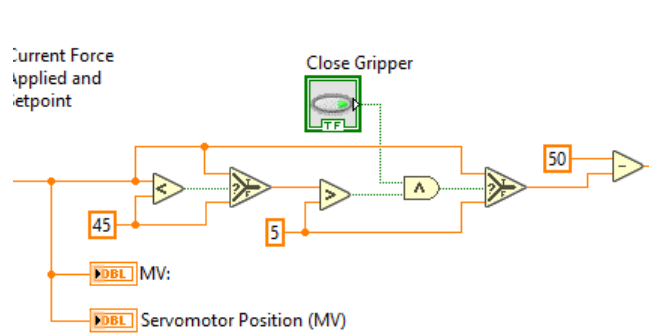 Current Force
Applied and
Setpoint
Close Gripper
TF
50
<
?
T
F
>
∧
?
T
F
-
45
5
DBL
MV:
DBL
Servomotor Position (MV)